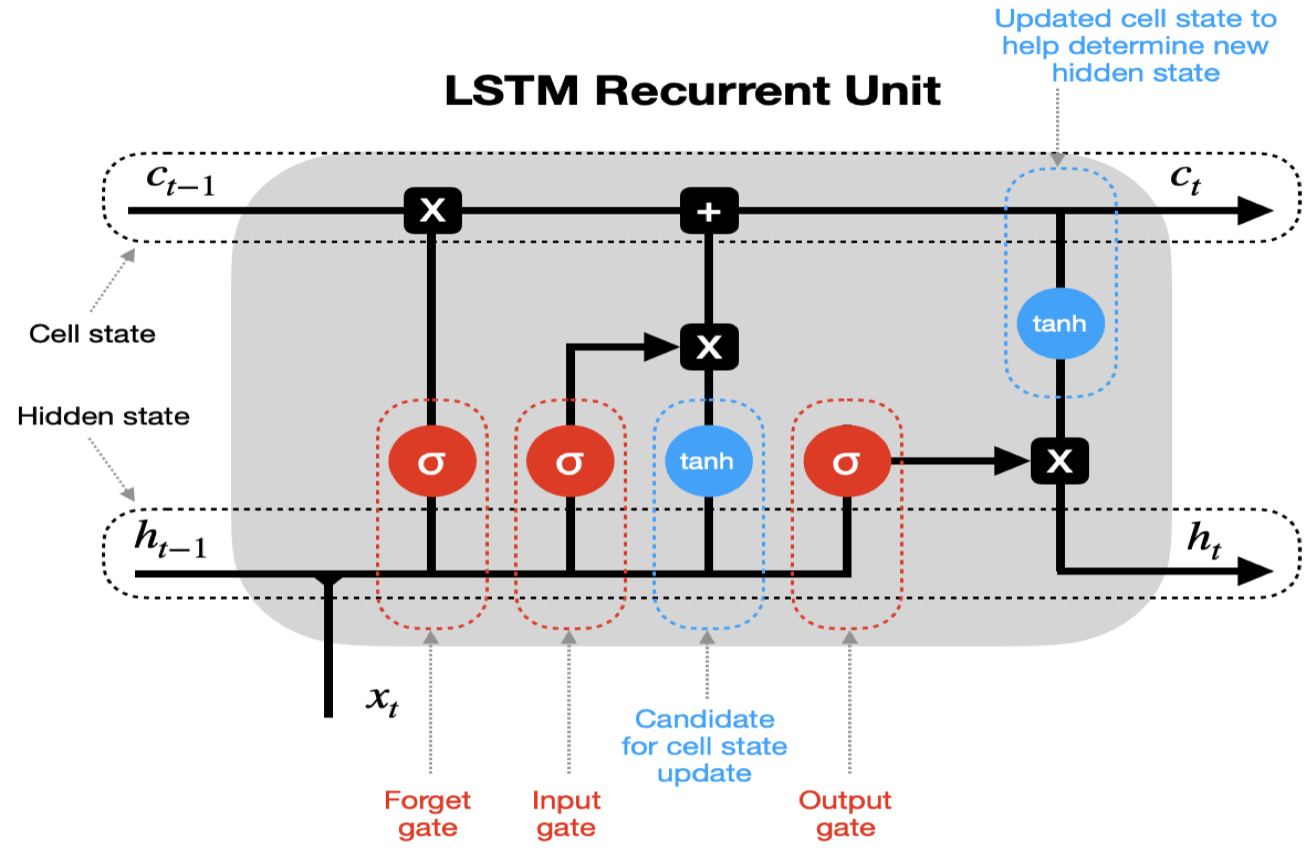 Updated cell state to
help determine new
hidden state
LSTM Recurrent Unit
c_{t−1}
c_t
X
+
Cell state
tanh
X
Hidden state
σ
σ
tanh
σ
X
h_{t−1}
h_t
x_t
Candidate
for cell state
update
Forget
gate
Input
gate
Output
gate